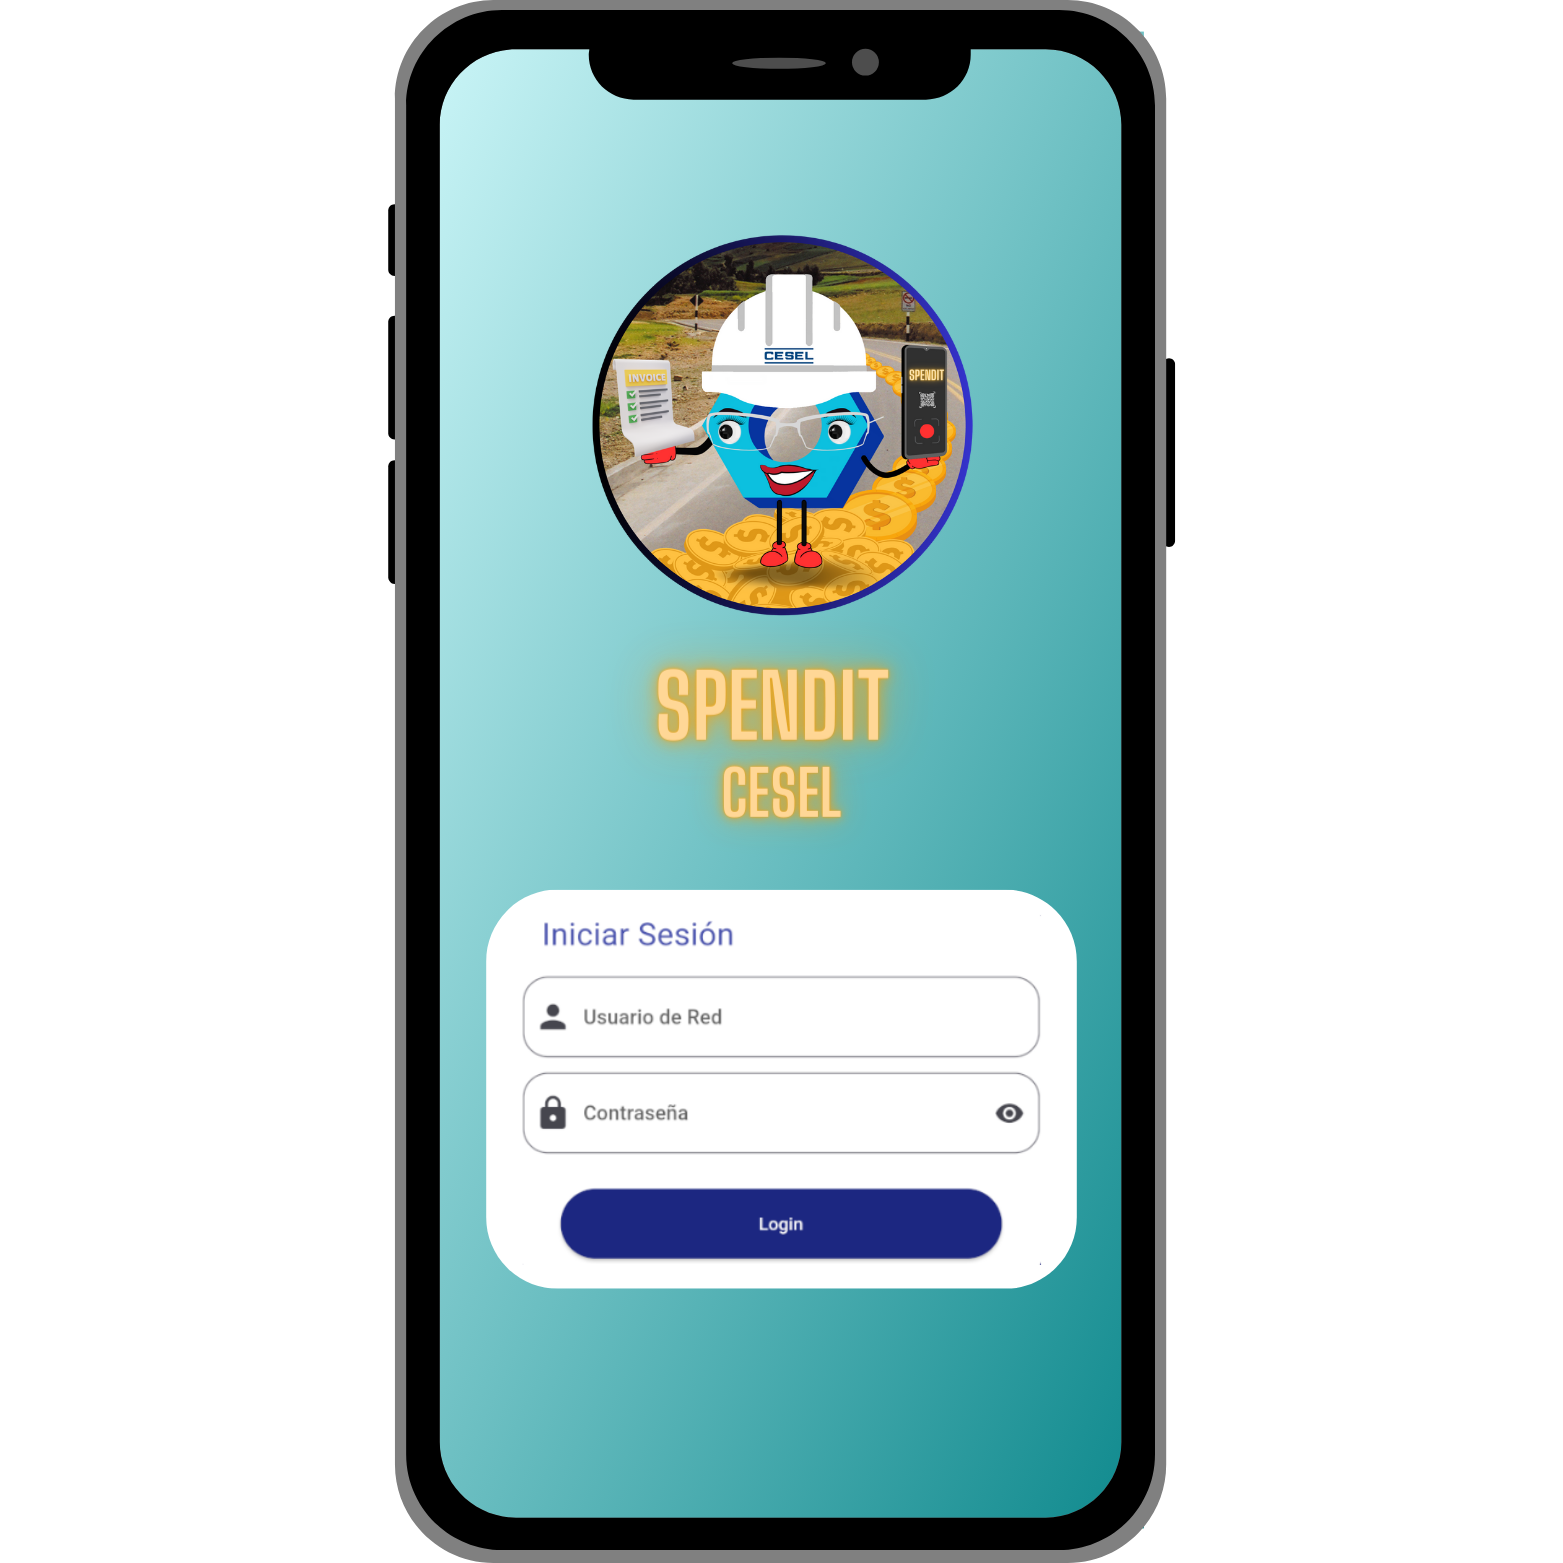 CESEL
INVOICE
SPENDIT
SPENDIT
CESEL
Iniciar Sesión
Usuario de Red
Contraseña
Login